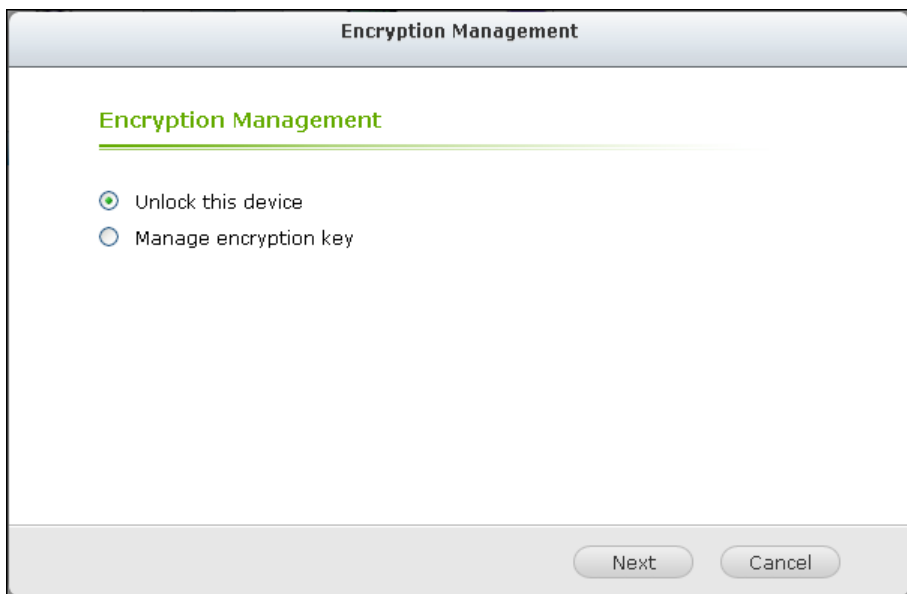 Encryption Management
Encryption Management
Unlock this device
Manage encryption key
Next Cancel